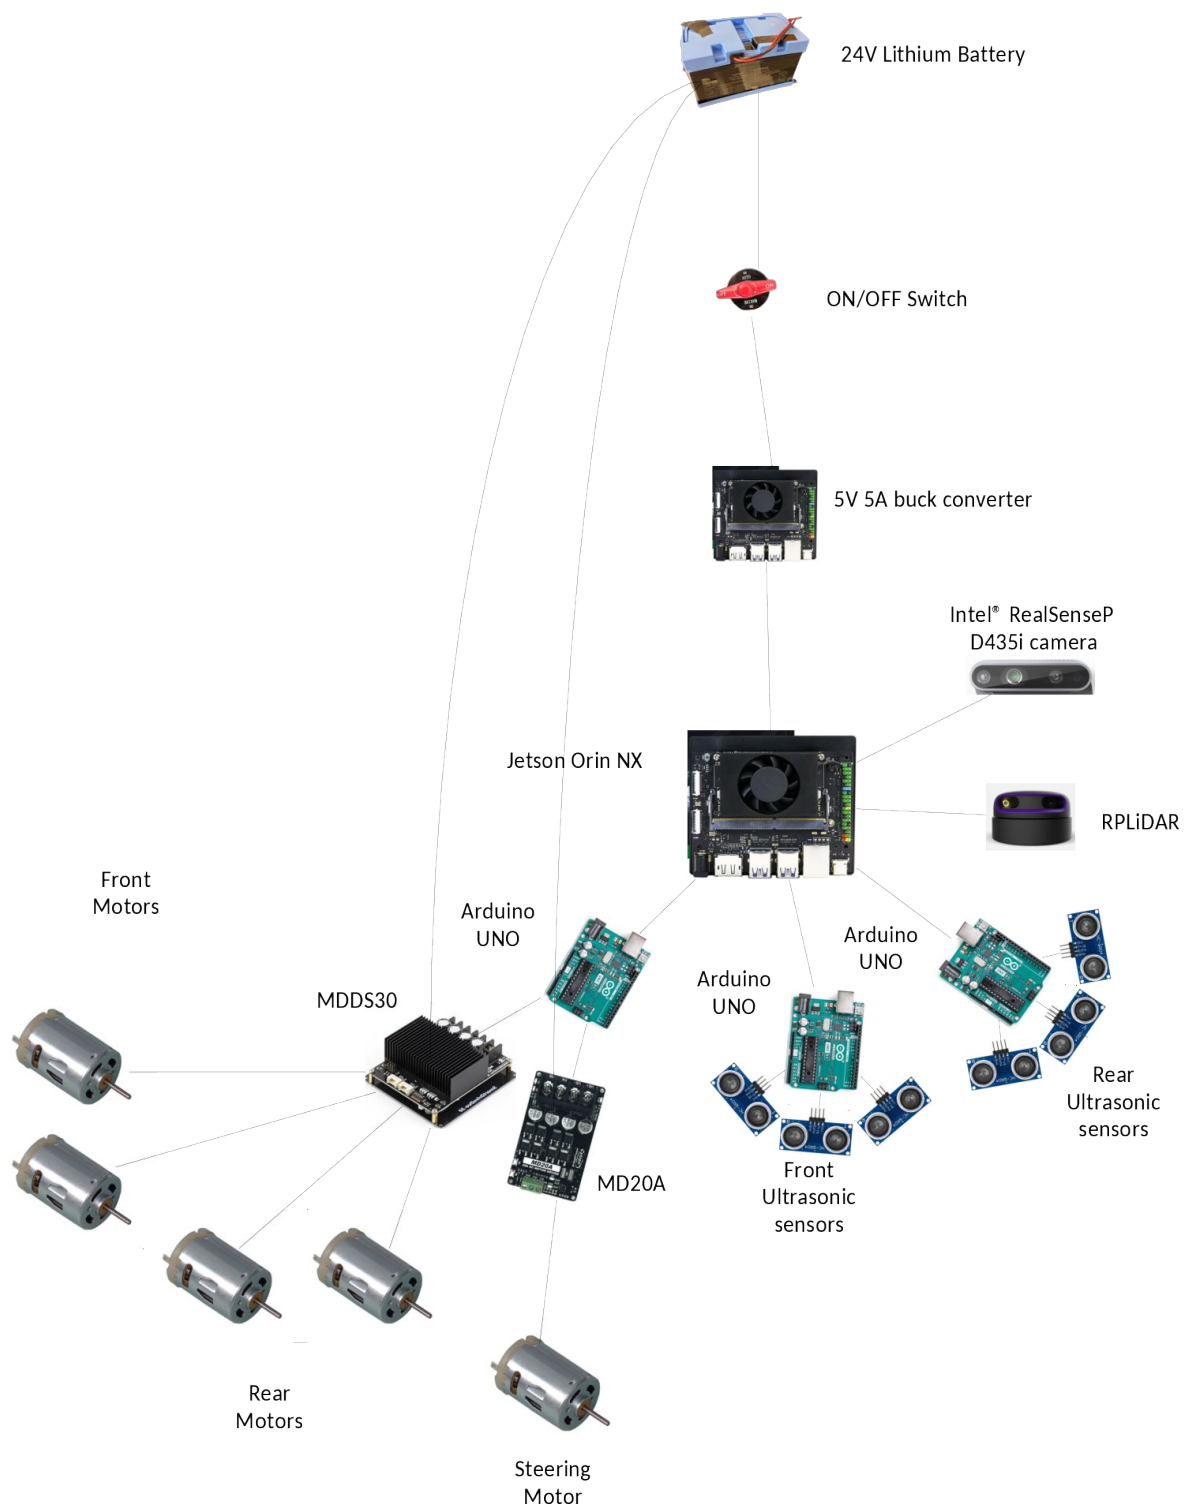 24V Lithium Battery
ON/OFF Switch
5V 5A buck converter
Intel® RealSenseP
D435i camera
Jetson Orin NX
RPLiDAR
Front
Motors
Arduino
UNO
Arduino
UNO
Arduino
UNO
MDDS30
MD20A
MD20A
Rear
Ultrasonic
sensors
Front
Ultrasonic
sensors
Rear
Motors
Steering
Motor